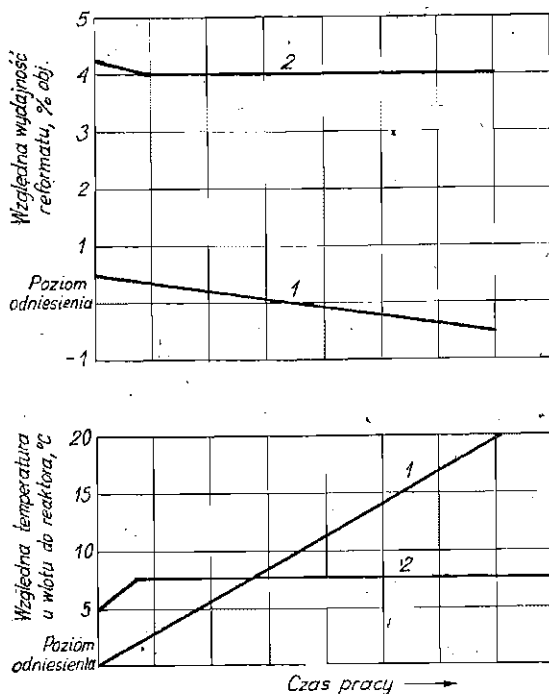 Względna wydajność
reformatu, % obj.
5
4
3
2
1
Poziom
odniesienia
-1
2
1
Względna temperatura
u wlotu do reaktora, °C
20
15
10
5
Poziom
odniesienia
1
2
Czas pracy